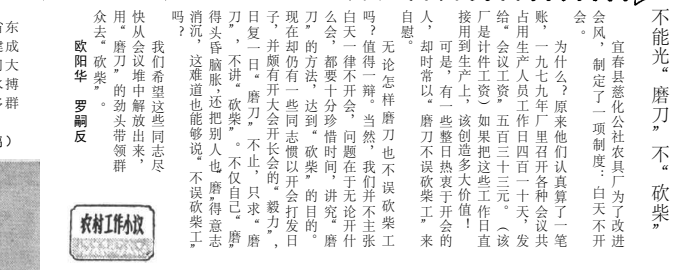 不能光“磨刀”不“砍柴”
宜春县慈化公社农具厂为了改进
会风，制定了一项制度：白天不开
会。
为什么？原来他们认真算了一笔
账，一九七九年厂里召开各种会议共
占用生产人员工作日四百一十天，发
给“会议工资”五百三十三元。（该
厂是计件工资）如果把这些工作日直
接用到生产上，该创造多大价值！
可是，有一些整日热衷于开会的
人，却时常以“磨刀不误砍柴工”来
自慰。
无论怎样磨刀也不误砍柴工
吗？值得一辩。当然，我们并不主张
白天一律不开会，问题在于无论开什
么会，都要十分珍惜时间，讲究“磨
刀”的方法，达到“砍柴”的目的。
现在却仍有一些同志惯以开会打发日
子，并颇有开大会开长会的“毅力”，
日复一日“磨刀”不止，只求“磨
刀”，不讲“砍柴”。不仅自己“磨”
得头昏脑胀，还把别人也“磨”得意志
消沉，这难道也能够说“不误砍柴工”
吗？
我们希望这些同志尽
快从会议堆中解放出来，
用“磨刀”的劲头带领群
众去“砍柴”。
欧阳华 罗嗣反
农村工作小议
东大搏群